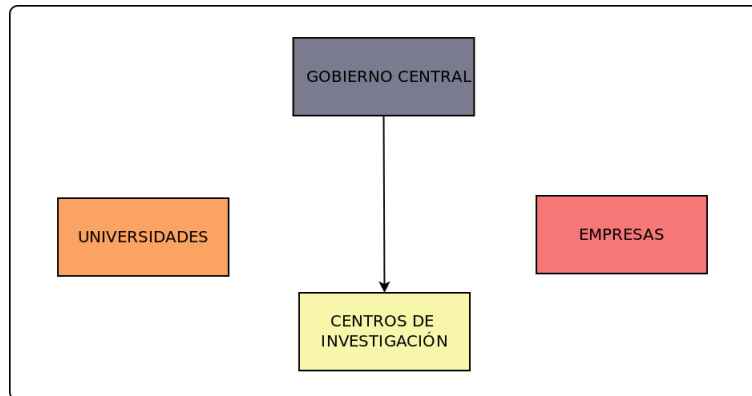 GOBIERNO CENTRAL
UNIVERSIDADES
EMPRESAS
CENTROS DE
INVESTIGACIÓN